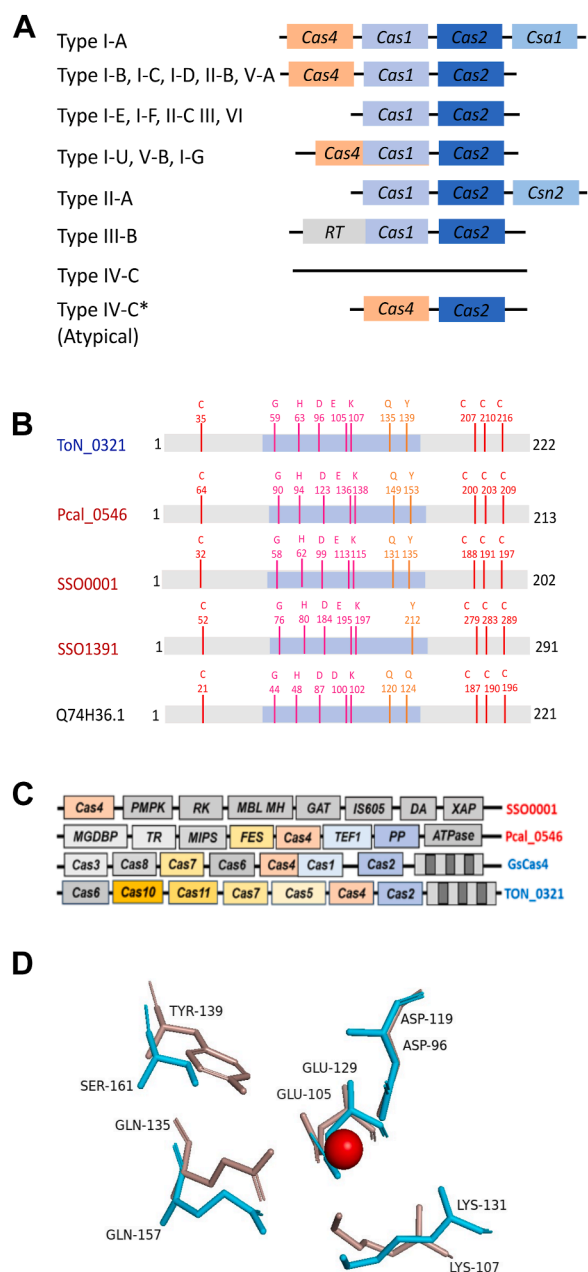 A
Type I-A Cas4 Cas1 Cas2 Csa1
Type I-B, I-C, I-D, II-B, V-A Cas4 Cas1 Cas2
Type I-E, I-F, II-C III, VI Cas1 Cas2
Type I-U, V-B, I-G Cas4 Cas1 Cas2
Type II-A Cas1 Cas2 Csn2
Type III-B RT Cas1 Cas2
Type IV-C
Type IV-C* Cas4 Cas2
(Atypical)
B
C G H D E K Q Y C C C
35 59 63 96 105 107 135 139 207 210 216
ToN_0321 1 222
C G H D E K Q Y C C C
64 90 94 123 136 138 149 153 200 203 209
Pcal_0546 1 213
C G H D E K Q Y C C C
32 58 62 99 113 115 131 135 188 191 197
SSO0001 1 202
C G H D E K Y C C C
52 76 80 184 195 197 212 279 283 289
SSO1391 1 291
C G H D D K Q Q C C C
21 44 48 87 100 102 120 124 187 190 196
Q74H36.1 1 221
C
Cas4 PMPK RK MBL MH GAT IS605 DA XAP SSO0001
MGDBP TR MIPS FES Cas4 TEF1 PP ATPase Pcal_0546
Cas3 Cas8 Cas7 Cas6 Cas4 Cas1 Cas2 GsCas4
Cas6 Cas10 Cas11 Cas7 Cas5 Cas4 Cas2 TON_0321
D
TYR-139
SER-161
ASP-119
ASP-96
GLU-129
GLU-105
GLN-135
GLN-157
LYS-131
LYS-107